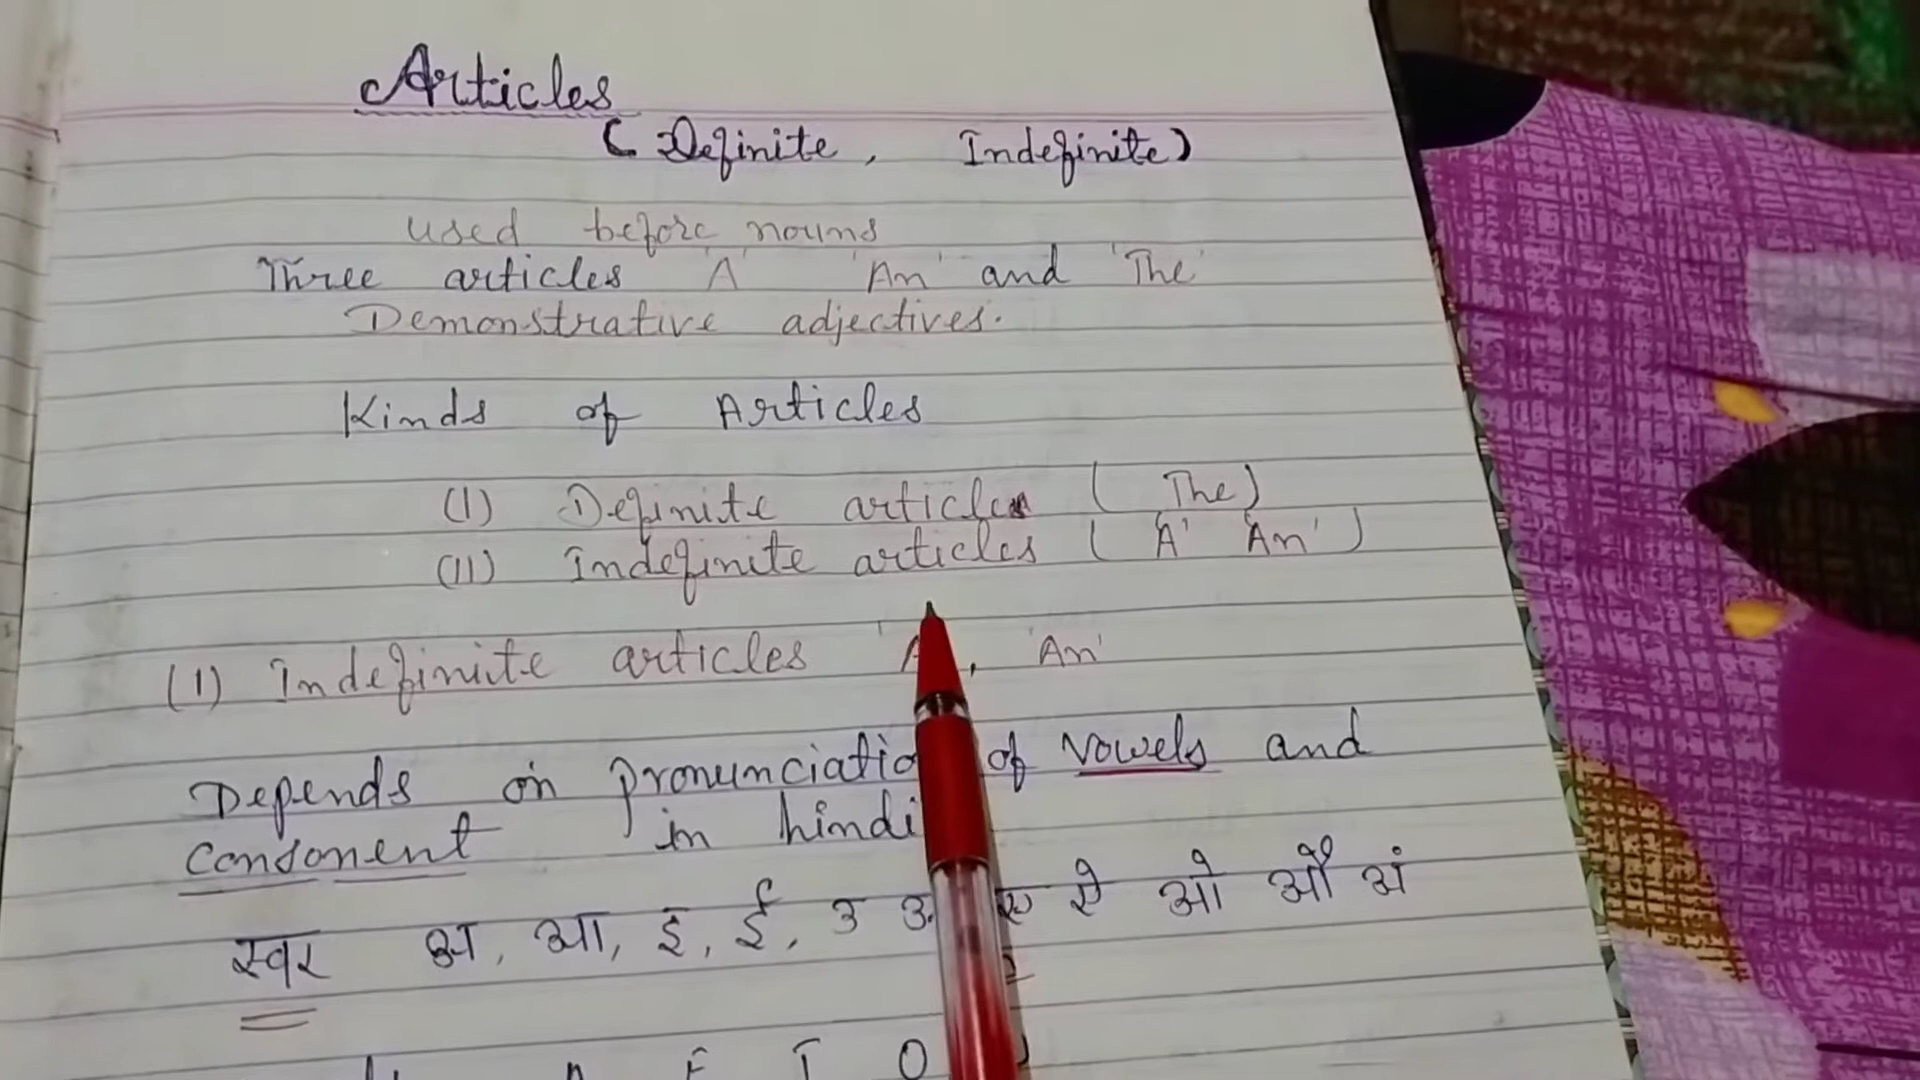 Articles
( Definite , Indefinite )
used before nouns
Three articles 'A' 'An' and 'The'
Demonstrative adjectives.
Kinds of Articles
(I) Definite articles ( The )
(II) Indefinite articles ( 'A' 'An' )
(1) Indefinite articles 'A , 'An'
Depends on pronunciatio of vowels and
consonent in hindi
स्वर अ, आ, इ, ई, उ ऊ ए ऐ ओ औ अं